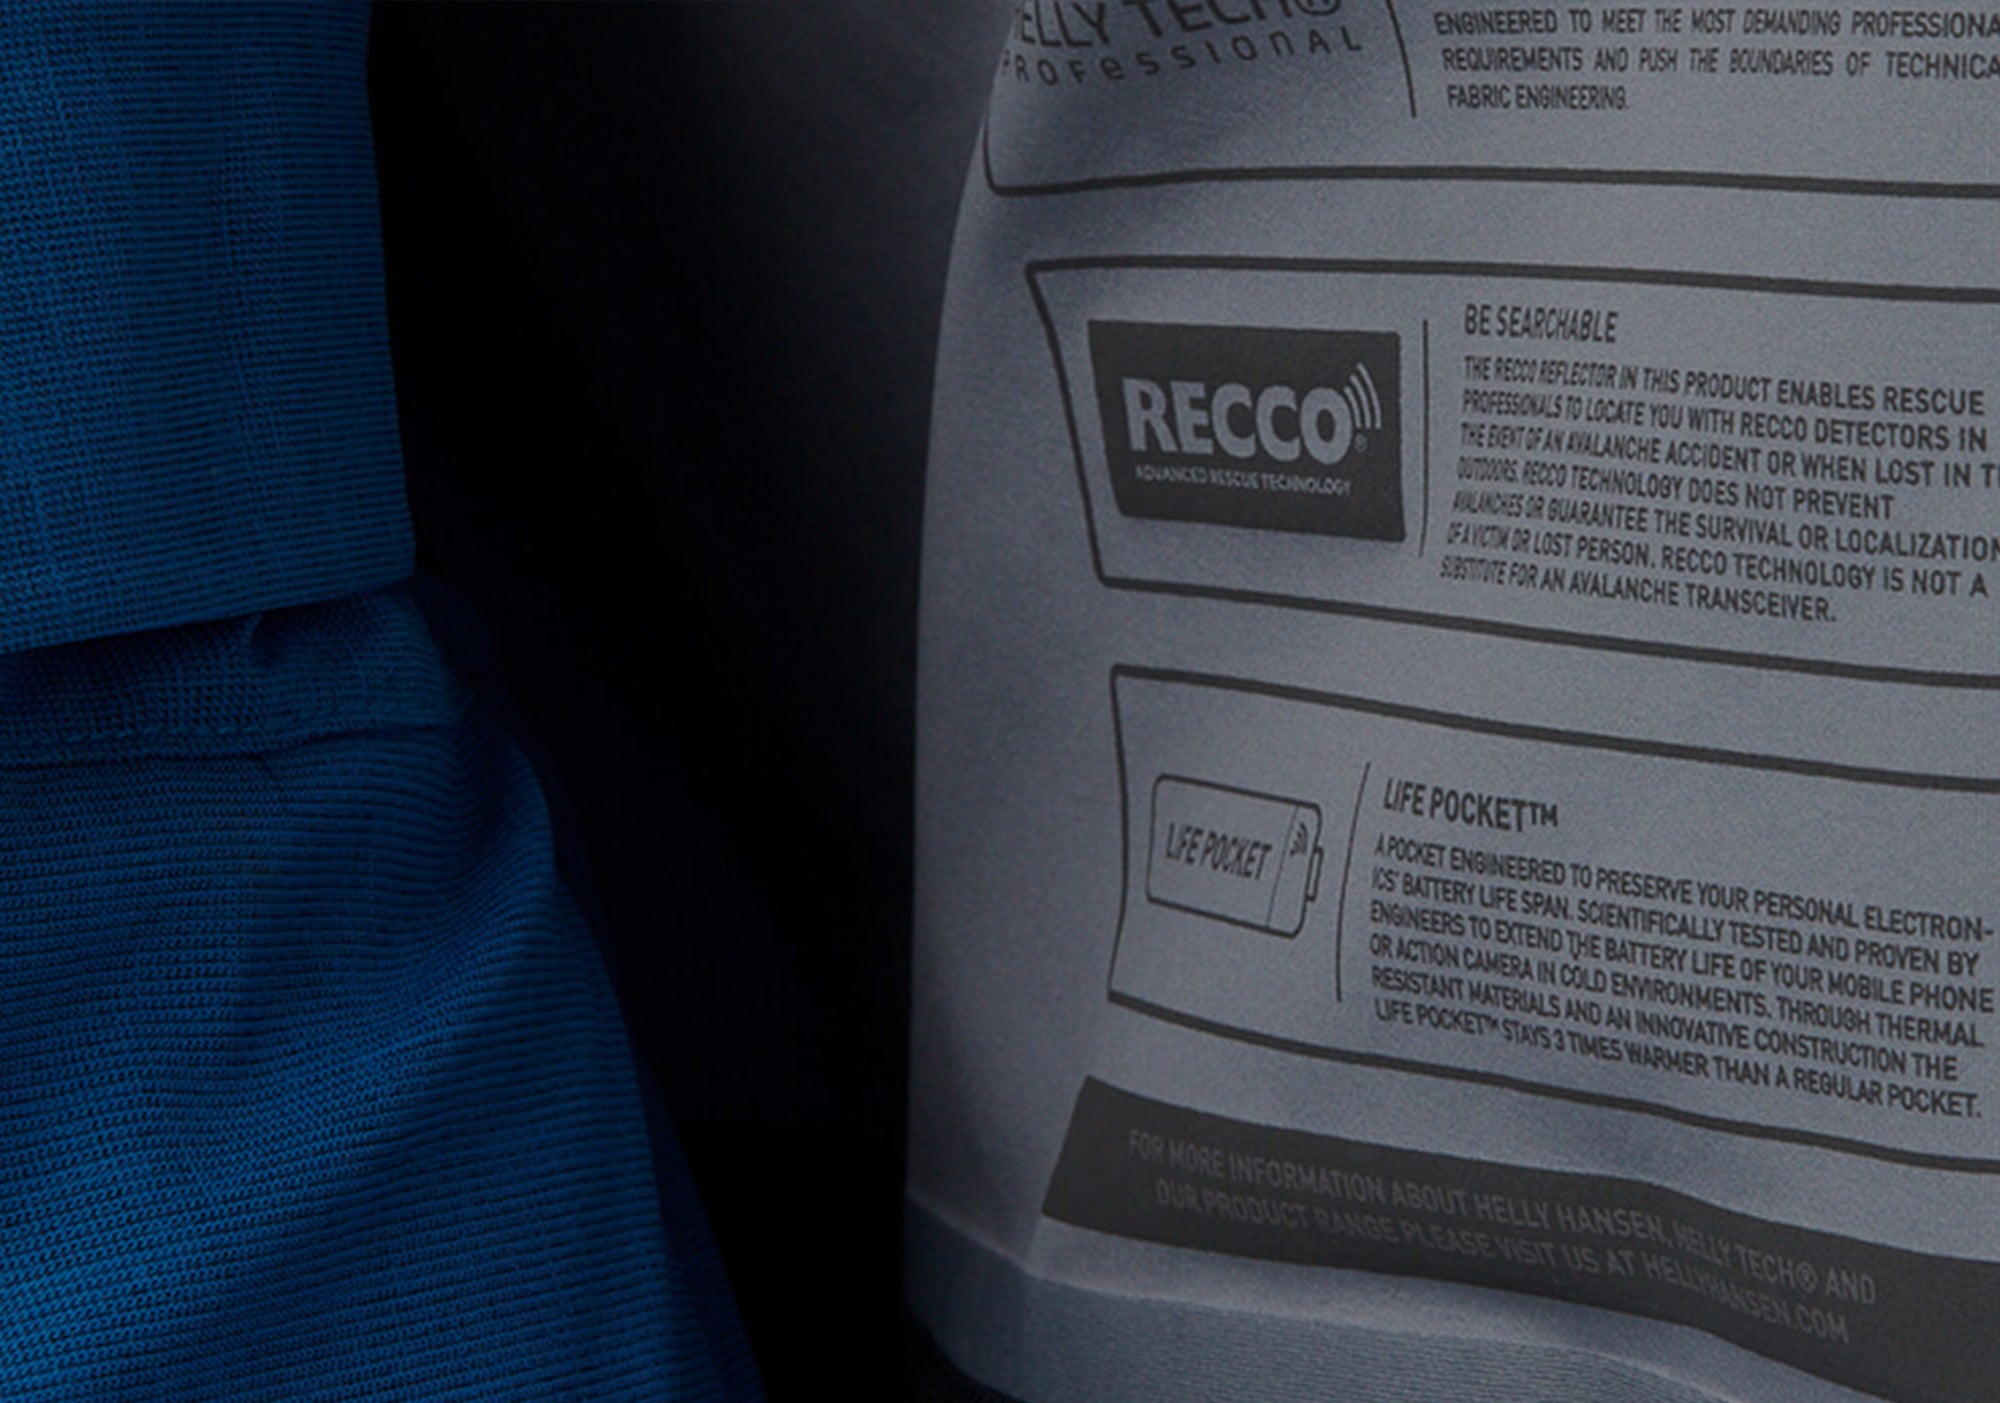 HELLY TECH®
PROFESSIONAL
ENGINEERED TO MEET THE MOST DEMANDING
REQUIREMENTS AND PUSH THE BOUNDARIES OF
FABRIC ENGINEERING.
RECCO®
ADVANCED RESCUE TECHNOLOGY
BE SEARCHABLE
THE RECCO REFLECTOR IN THIS PRODUCT ENABLES RESCUE
PROFESSIONALS TO LOCATE YOU WITH RECCO DETECTORS IN
THE EVENT OF AN AVALANCHE ACCIDENT OR WHEN LOST IN
OUTDOORS. RECCO TECHNOLOGY DOES NOT PREVENT
AVALANCHES OR GUARANTEE THE SURVIVAL OR LOCALIZATION
OF A VICTIM OR LOST PERSON. RECCO TECHNOLOGY IS NOT A
SUBSTITUTE FOR AN AVALANCHE TRANSCEIVER.
LIFE POCKET
LIFE POCKET™
A POCKET ENGINEERED TO PRESERVE YOUR PERSONAL ELECTRON-
ICS' BATTERY LIFE SPAN. SCIENTIFICALLY TESTED AND PROVEN BY
ENGINEERS TO EXTEND THE BATTERY LIFE OF YOUR MOBILE PHONE
OR ACTION CAMERA IN COLD ENVIRONMENTS. THROUGH THERMAL
RESISTANT MATERIALS AND AN INNOVATIVE CONSTRUCTION THE
LIFE POCKET™ STAYS 3 TIMES WARMER THAN A REGULAR POCKET.
FOR MORE INFORMATION ABOUT HELLY HANSEN, HELLY TECH® AND
OUR PRODUCT RANGE PLEASE VISIT US AT HELLYHANSEN.COM